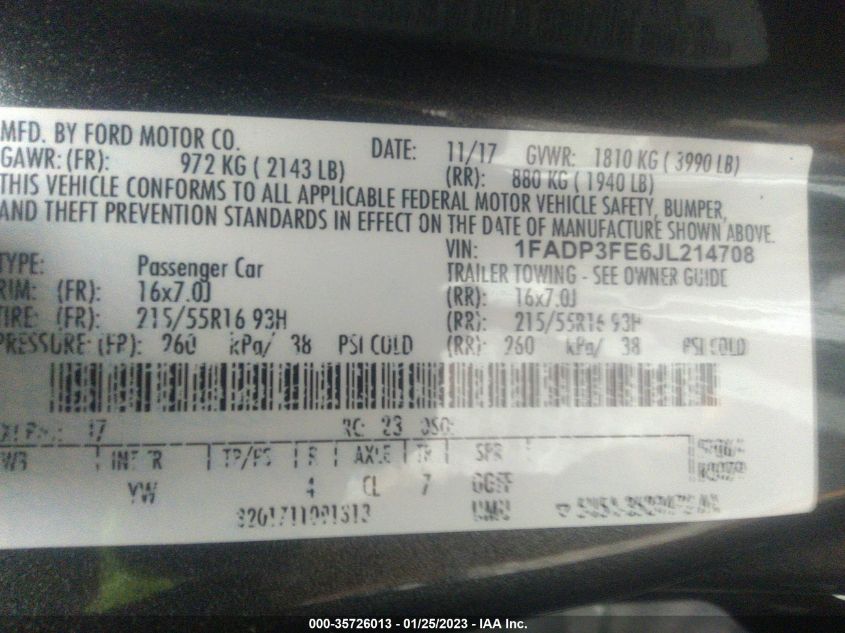 MFD. BY FORD MOTOR CO. DATE: 11/17 GVWR: 1810 KG ( 3990 LB)
GAWR: (FR): 972 KG ( 2143 LB) (RR): 880 KG ( 1940 LB)
THIS VEHICLE CONFORMS TO ALL APPLICABLE FEDERAL MOTOR VEHICLE SAFETY, BUMPER,
AND THEFT PREVENTION STANDARDS IN EFFECT ON THE DATE OF MANUFACTURE SHOWN ABOVE.
VIN: 1FADP3FE6JL214708
TYPE: Passenger Car TRAILER TOWING - SEE OWNER GUIDE
RIM: (FR): 16x7.0J (RR): 16x7.0J
TIRE: (FR): 215/55R16 93H (RR): 215/55R16 93H
PRESSURE: (FR): 260 kPa/ 38 PSI COLD (RR): 260 kPa/ 38 PSI COLD
17 RC: 23 DSO:
WB INT TR TP/PS R AXLE TR SPR
YW 4 CL 7
000-35726013 - 01/25/2023 - IAA Inc.